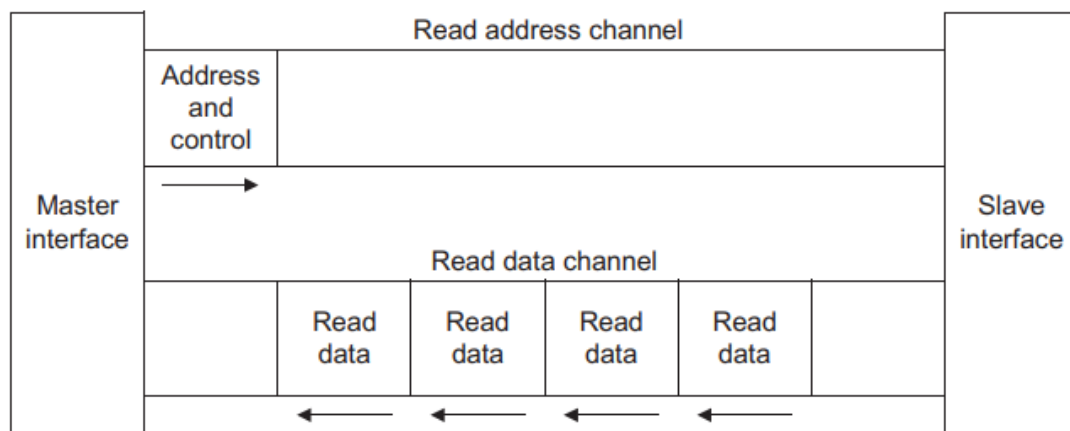 Read address channel
Address
and
control
Master
interface
Slave
interface
Read data channel
Read
data
Read
data
Read
data
Read
data